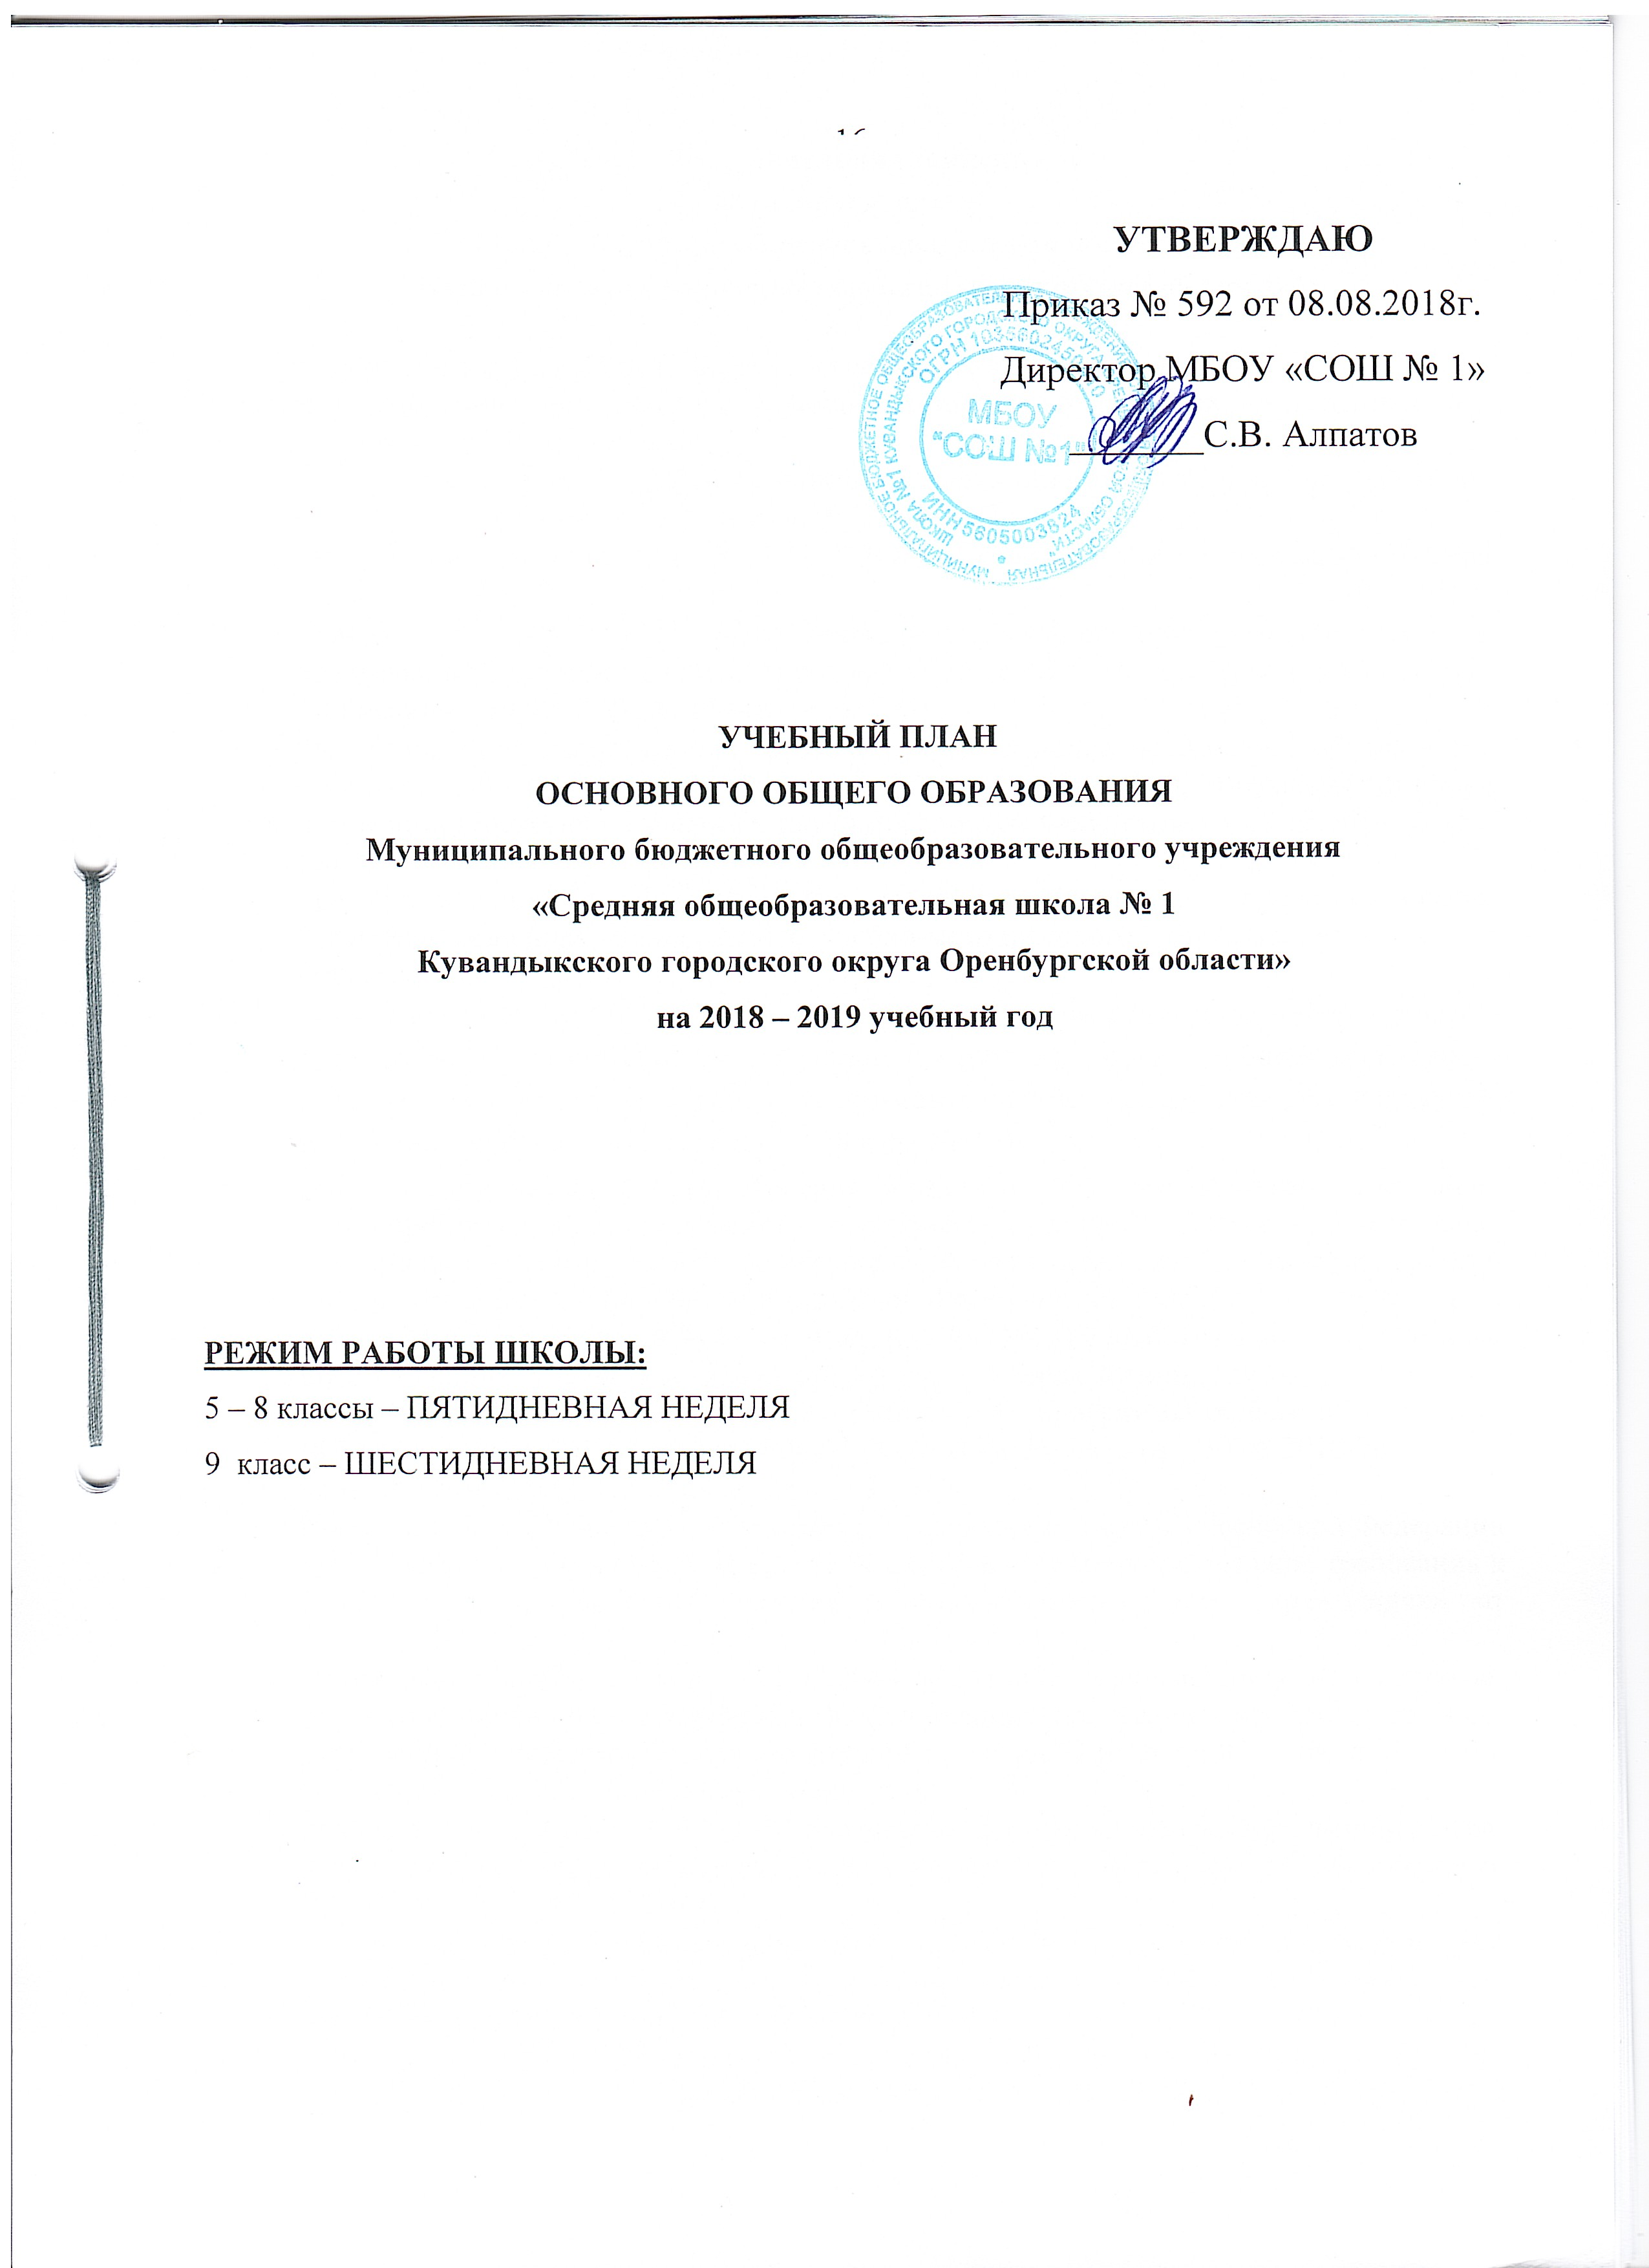 УТВЕРЖДАЮ
Приказ № 592 от 08.08.2018г.
Директор МБОУ «СОШ № 1»
С.В. Алпатов
МБОУ
"СОШ №1"
ИНН 5605003624
УЧЕБНЫЙ ПЛАН
ОСНОВНОГО ОБЩЕГО ОБРАЗОВАНИЯ
Муниципального бюджетного общеобразовательного учреждения
«Средняя общеобразовательная школа № 1
Кувандыкского городского округа Оренбургской области»
на 2018 – 2019 учебный год
РЕЖИМ РАБОТЫ ШКОЛЫ:
5 – 8 классы – ПЯТИДНЕВНАЯ НЕДЕЛЯ
9 класс – ШЕСТИДНЕВНАЯ НЕДЕЛЯ